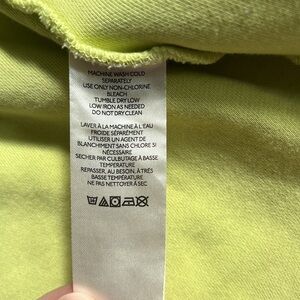 MACHINE WASH COLD
SEPARATELY
USE ONLY NON-CHLORINE
BLEACH
TUMBLE DRY LOW
LOW IRON AS NEEDED
DO NOT DRY CLEAN
LAVER À LA MACHINE À L'EAU
FROIDE SÉPARÉMENT
UTILISER UN AGENT DE
BLANCHIMENT SANS CHLORE SI
NÉCESSAIRE
SECHER PAR CULBUTAGE À BASSE
TEMPÉRATURE
REPASSER, AU BESOIN, À TRÈS
BASSE TEMPÉRATURE
NE PAS NETTOYER À SEC